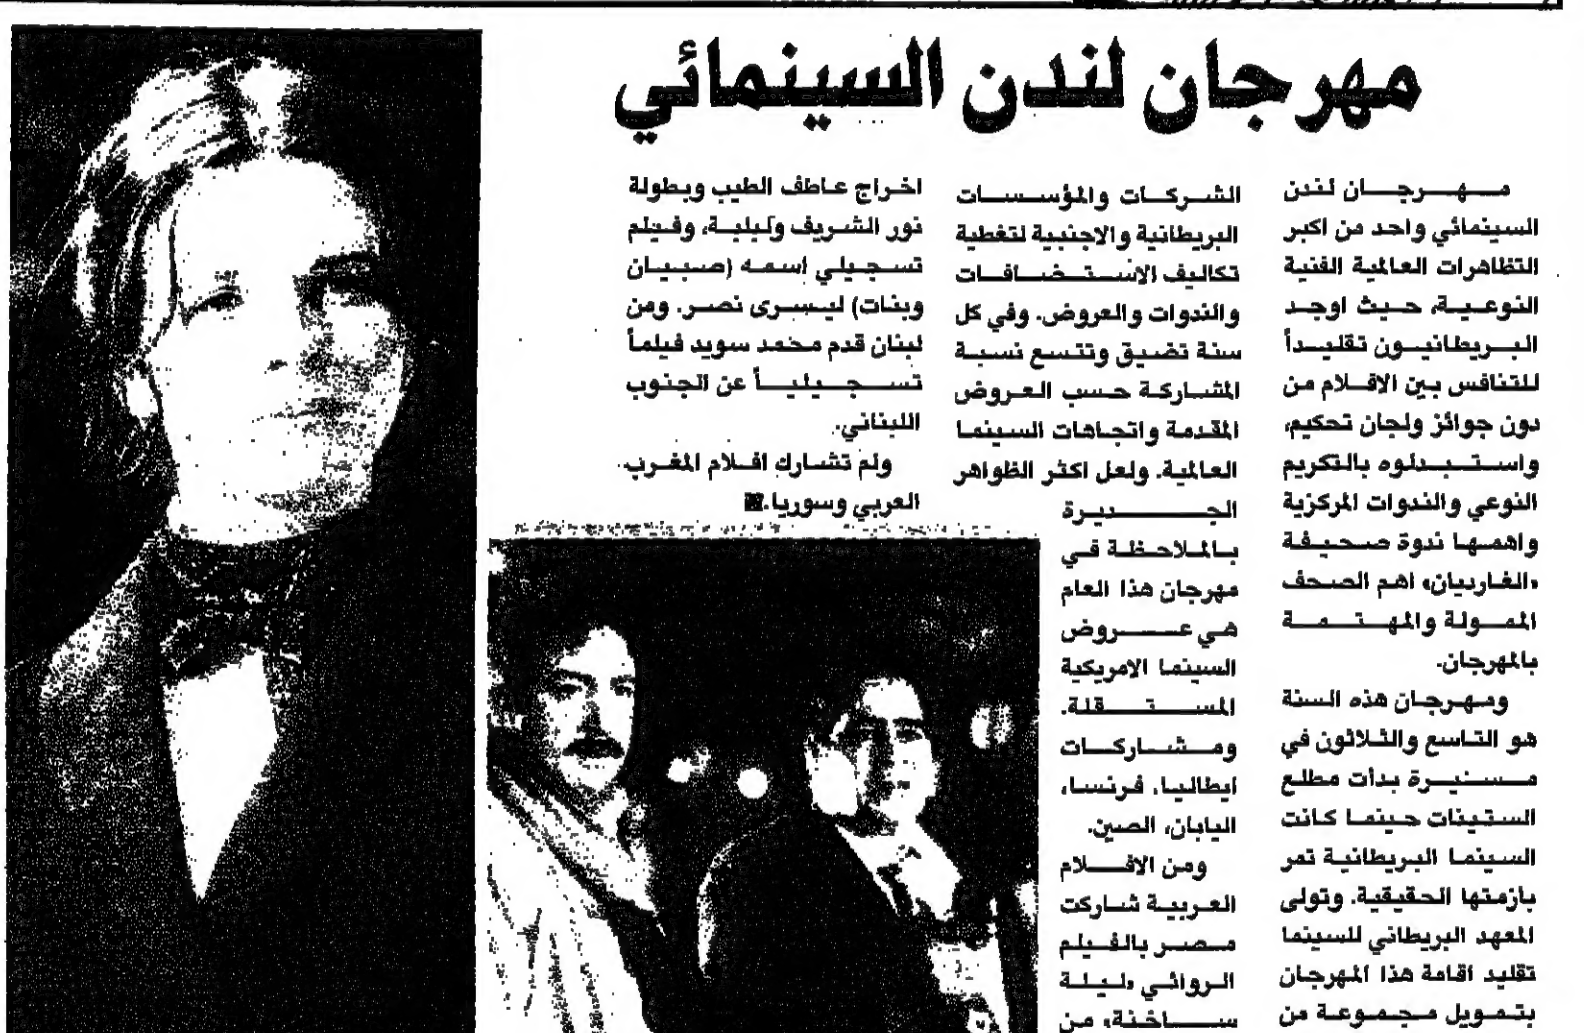 مهرجان لندن السينمائي
مهرجان لندن
السينمائي واحد من اكبر
التظاهرات العالمية الفنية
النوعية، حيث اوجد
البريطانيون تقليداً
للتنافس بين الافلام من
دون جوائز ولجان تحكيم،
واستبدلوه بالتكريم
النوعي والندوات المركزية
واهمها ندوة صحيفة
«الغارديان» اهم الصحف
الممولة والمهتمة
بالمهرجان.
ومهرجان هذه السنة
هو التاسع والثلاثون في
مسيرة بدأت مطلع
الستينات حينما كانت
السينما البريطانية تمر
بازمتها الحقيقية. وتولى
المعهد البريطاني للسينما
تقليد اقامة هذا المهرجان
بتمويل مجموعة من
الشركات والمؤسسات
البريطانية والاجنبية لتغطية
تكاليف الاستضافات
والندوات والعروض. وفي كل
سنة تضيق وتتسع نسبة
المشاركة حسب العروض
المقدمة واتجاهات السينما
العالمية. ولعل اكثر الظواهر
الجديرة
بالملاحظة في
مهرجان هذا العام
هي عروض
السينما الامريكية
المستقلة.
ومشاركات
ايطاليا، فرنسا،
اليابان، الصين.
ومن الافلام
العربية شاركت
مصر بالفيلم
الروائي «ليلة
ساخنة» من
اخراج عاطف الطيب وبطولة
نور الشريف ولبلبة، وفيلم
تسجيلي إسمه (صبيان
وبنات) ليسرى نصر. ومن
لبنان قدم محمد سويد فيلماً
تسجيلياً عن الجنوب
اللبناني.
ولم تشارك افلام المغرب
العربي وسوريا.